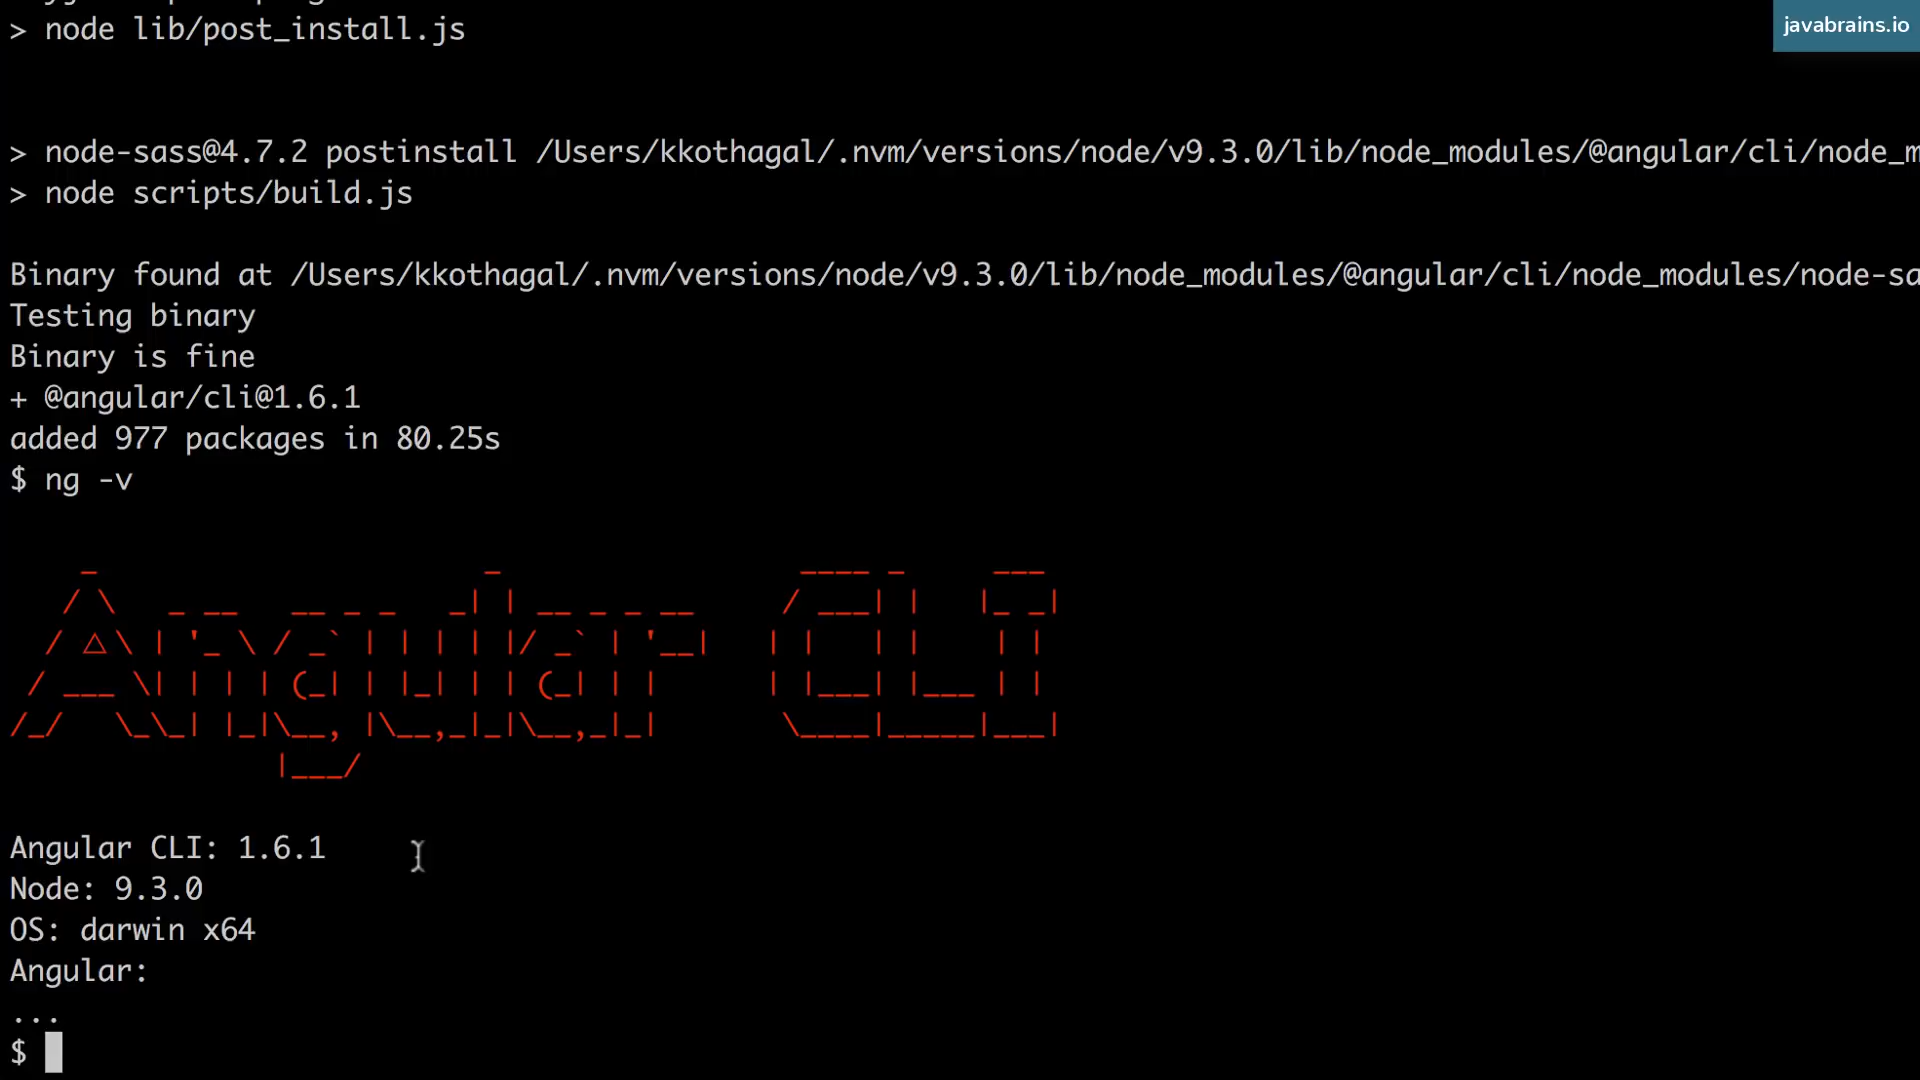 > node lib/post_install.js
javabrains.io
> node-sass@4.7.2 postinstall /Users/kkothagal/.nvm/versions/node/v9.3.0/lib/node_modules/@angular/cli/node_m
> node scripts/build.js
Binary found at /Users/kkothagal/.nvm/versions/node/v9.3.0/lib/node_modules/@angular/cli/node_modules/node-sa
Testing binary
Binary is fine
+ @angular/cli@1.6.1
added 977 packages in 80.25s
$ ng -v
Angular CLI
Angular CLI: 1.6.1
Node: 9.3.0
OS: darwin x64
Angular:
...
$